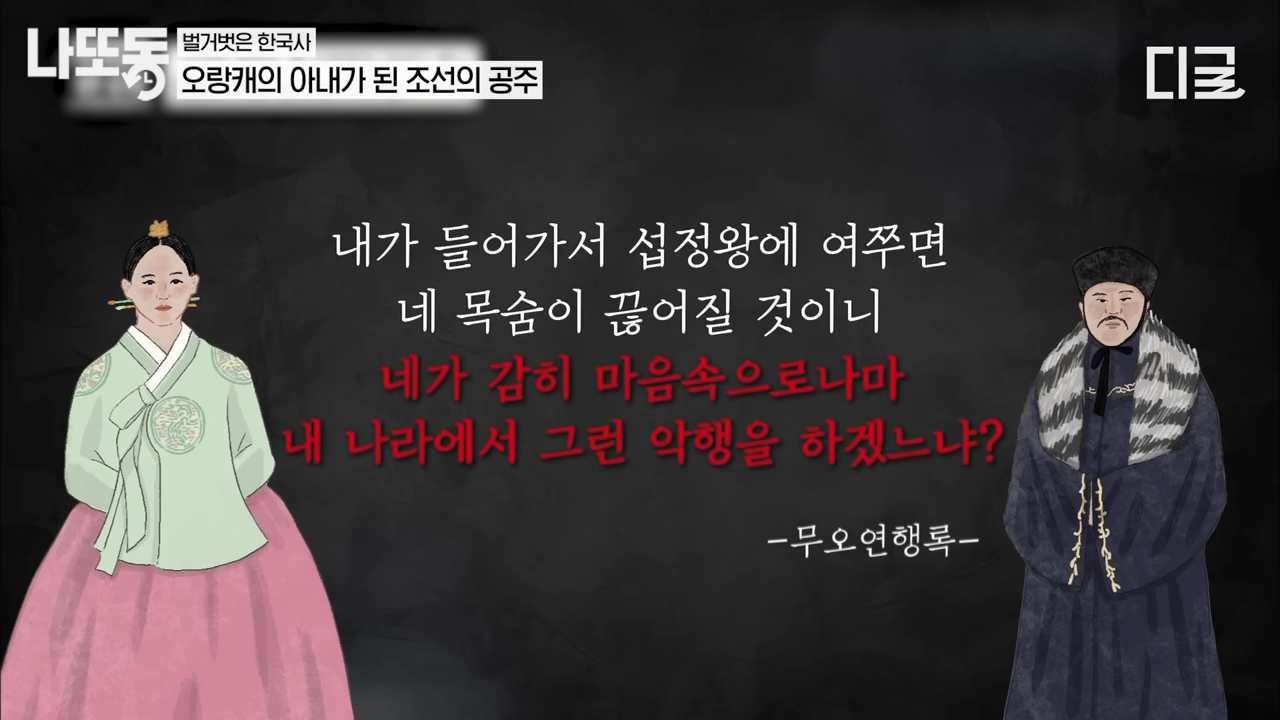 나또동
벌거벗은 한국사
오랑캐의 아내가 된 조선의 공주
디글
내가 들어가서 섭정왕에 여쭈면
네 목숨이 끊어질 것이니
네가 감히 마음속으로나마
내 나라에서 그런 악행을 하겠느냐?
-무오연행록-